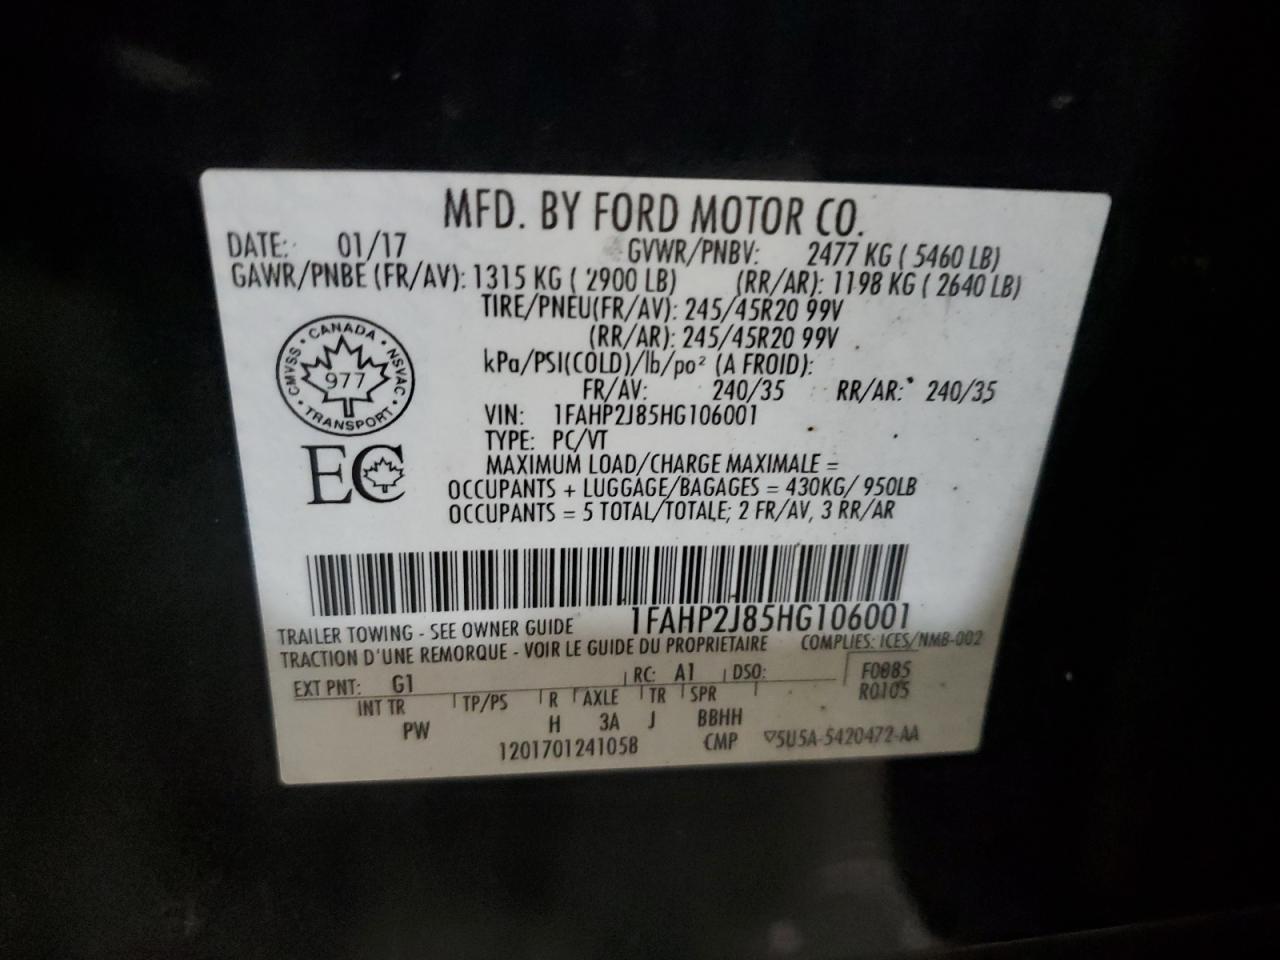 MFD. BY FORD MOTOR CO.
DATE: 01/17 GVWR/PNBV: 2477 KG ( 5460 LB)
GAWR/PNBE (FR/AV): 1315 KG ( 2900 LB) (RR/AR): 1198 KG ( 2640 LB)
TIRE/PNEU(FR/AV): 245/45R20 99V
(RR/AR): 245/45R20 99V
kPa/PSI(COLD)/lb/po² (A FROID):
FR/AV: 240/35 RR/AR: 240/35
CANADA
CMVSS 977 NSVAC
TRANSPORT
VIN: 1FAHP2J85HG106001
TYPE: PC/VT
EC
MAXIMUM LOAD/CHARGE MAXIMALE =
OCCUPANTS + LUGGAGE/BAGAGES = 430KG/ 950LB
OCCUPANTS = 5 TOTAL/TOTALE; 2 FR/AV, 3 RR/AR
1FAHP2J85HG106001
TRAILER TOWING - SEE OWNER GUIDE
COMPLIES: ICES/NMB-002
TRACTION D'UNE REMORQUE - VOIR LE GUIDE DU PROPRIETAIRE
EXT PNT: G1 RC: A1 DSO: F0885
R0105
INT TR TP/PS R AXLE TR SPR
PW H 3A J BBHH
1201701241058 CMP 5U5A-5420472-AA